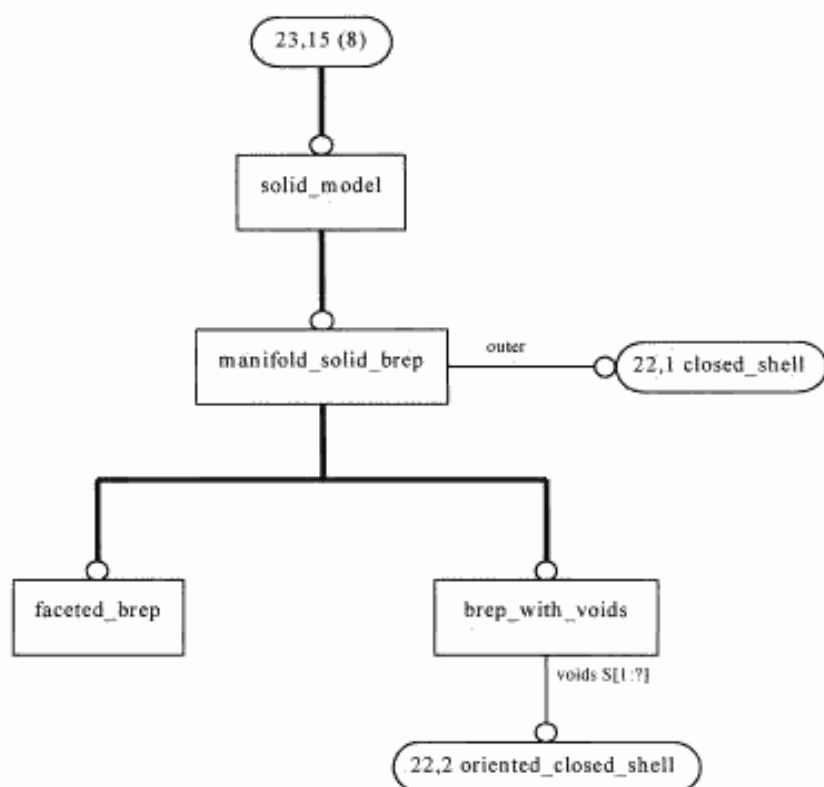 23,15 (8)
solid_model
manifold_solid_brep
outer
22,1 closed_shell
faceted_brep
brep_with_voids
voids S[1:?]
22,2 oriented_closed_shell